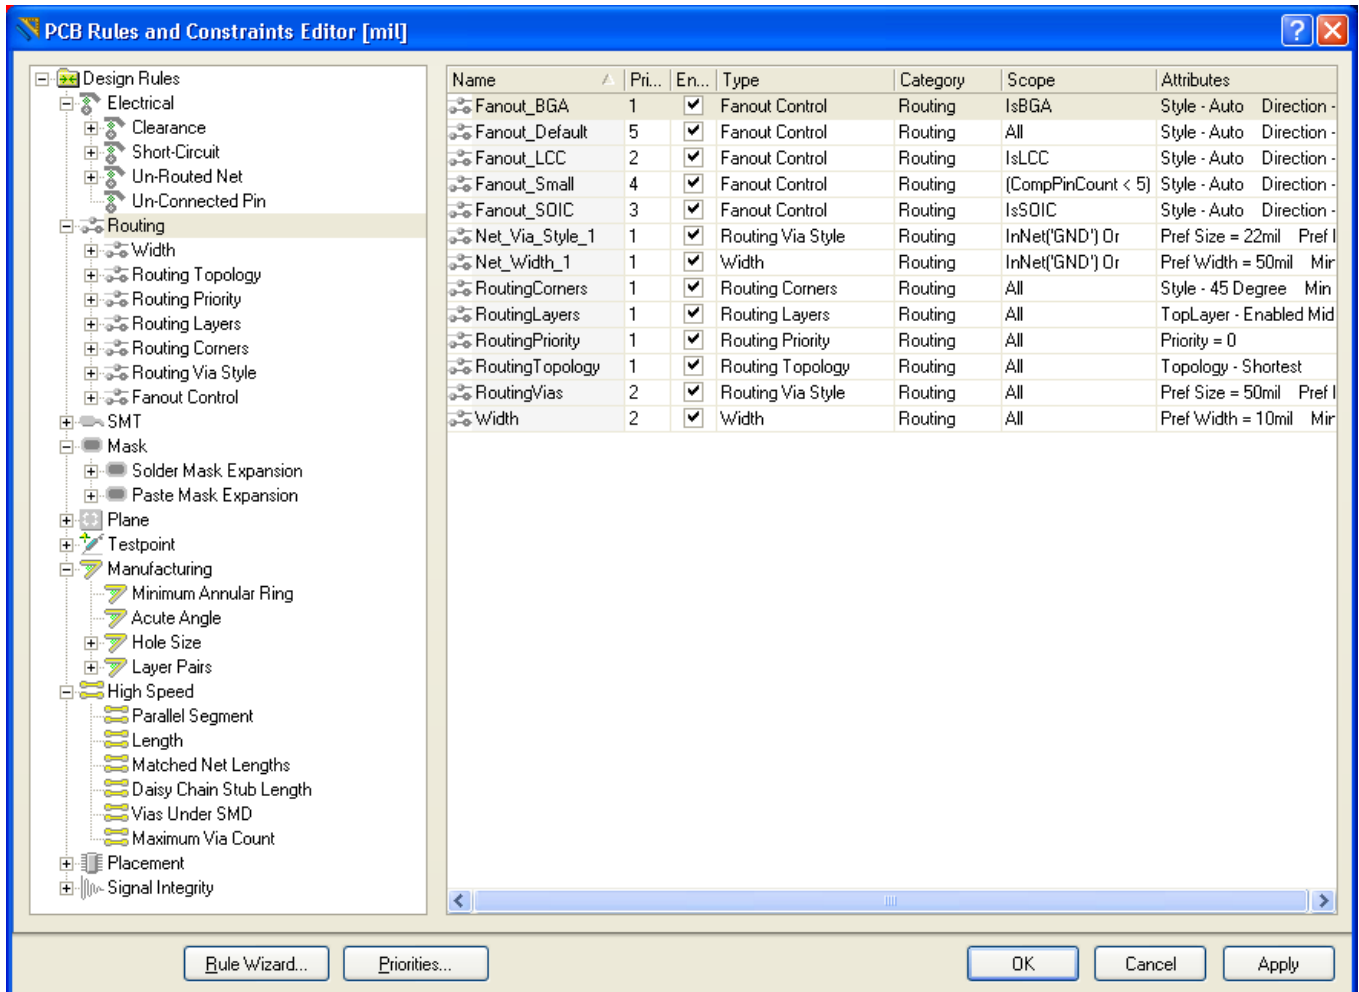 PCB Rules and Constraints Editor [mil]
Design Rules
Electrical
Clearance
Short-Circuit
Un-Routed Net
Un-Connected Pin
Routing
Width
Routing Topology
Routing Priority
Routing Layers
Routing Corners
Routing Via Style
Fanout Control
SMT
Mask
Solder Mask Expansion
Paste Mask Expansion
Plane
Testpoint
Manufacturing
Minimum Annular Ring
Acute Angle
Hole Size
Layer Pairs
High Speed
Parallel Segment
Length
Matched Net Lengths
Daisy Chain Stub Length
Vias Under SMD
Maximum Via Count
Placement
Signal Integrity
Name Pri... En... Type Category Scope Attributes
Fanout_BGA 1 Fanout Control Routing IsBGA Style - Auto Direction -
Fanout_Default 5 Fanout Control Routing All Style - Auto Direction -
Fanout_LCC 2 Fanout Control Routing IsLCC Style - Auto Direction -
Fanout_Small 4 Fanout Control Routing (CompPinCount < 5) Style - Auto Direction -
Fanout_SOIC 3 Fanout Control Routing IsSOIC Style - Auto Direction -
Net_Via_Style_1 1 Routing Via Style Routing InNet('GND') Or Pref Size = 22mil Pref
Net_Width_1 1 Width Routing InNet('GND') Or Pref Width = 50mil Mir
RoutingCorners 1 Routing Corners Routing All Style - 45 Degree Min
RoutingLayers 1 Routing Layers Routing All TopLayer - Enabled Mid
RoutingPriority 1 Routing Priority Routing All Priority = 0
RoutingTopology 1 Routing Topology Routing All Topology - Shortest
RoutingVias 2 Routing Via Style Routing All Pref Size = 50mil Pref
Width 2 Width Routing All Pref Width = 10mil Mir
Rule Wizard... Priorities... OK Cancel Apply